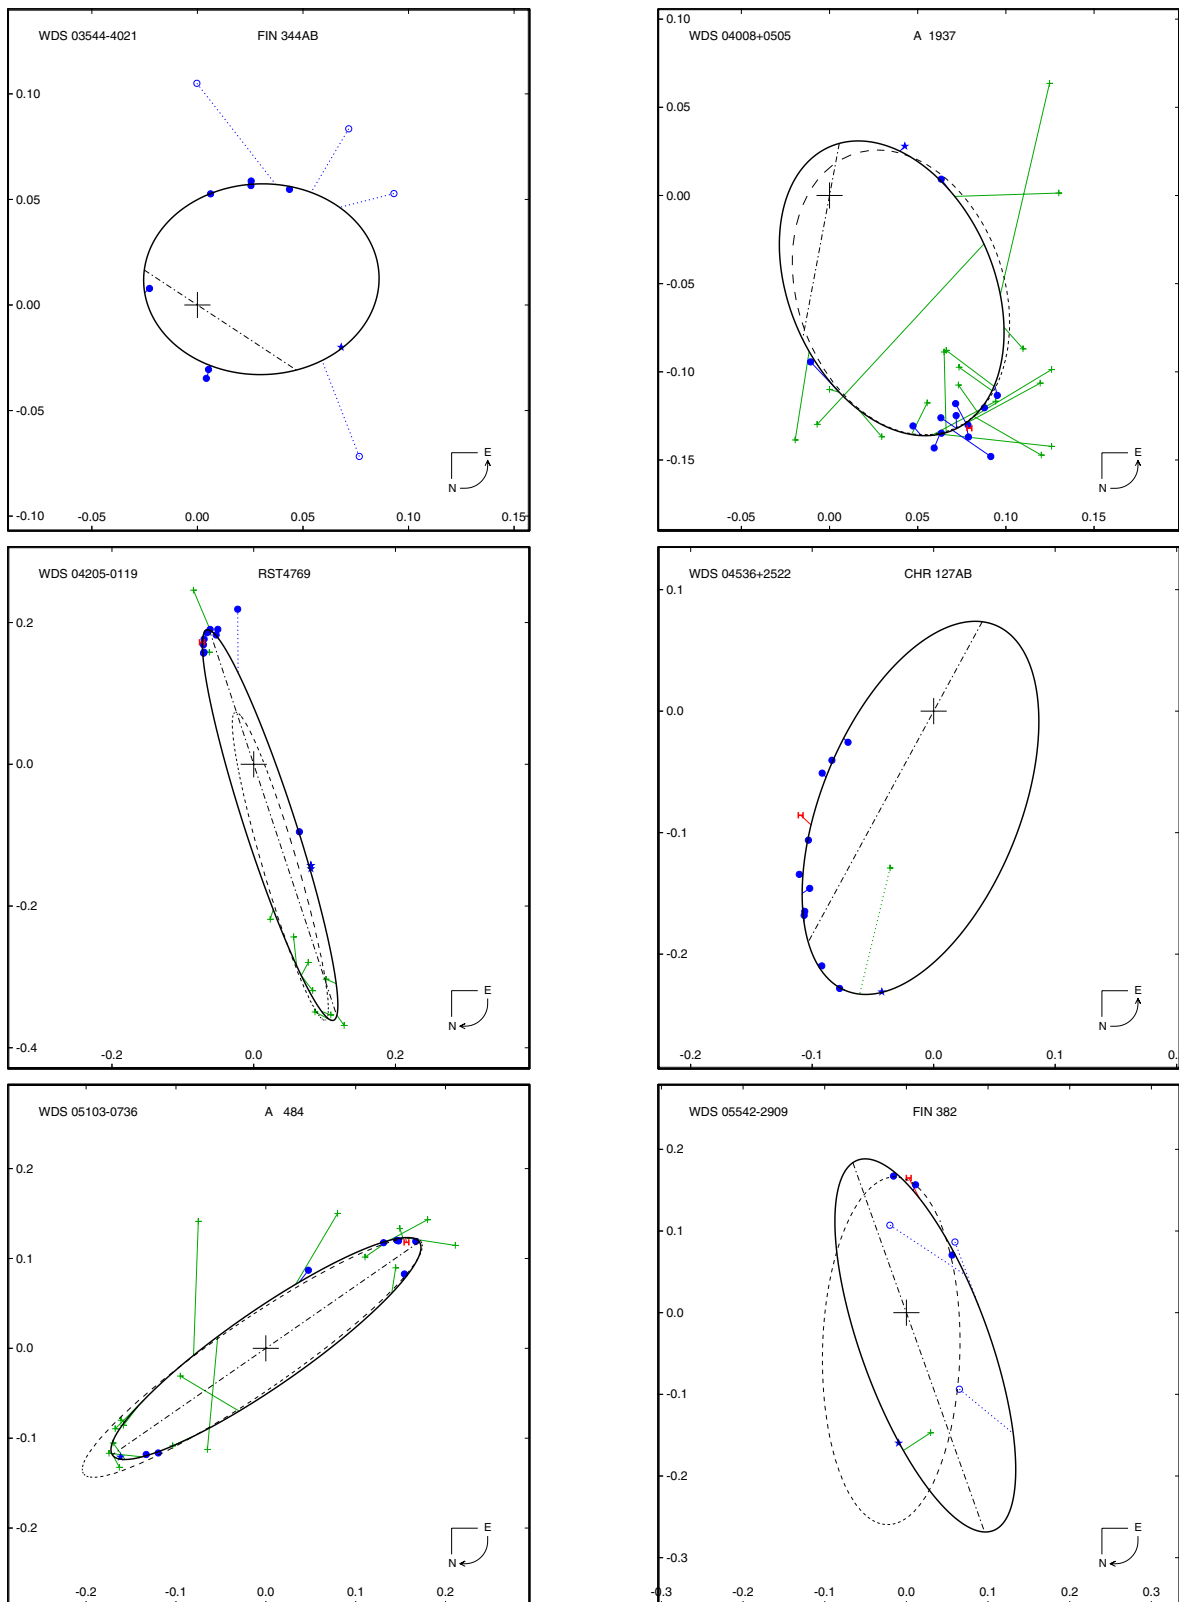 WDS 03544-4021 FIN 344AB
0.10
0.05
0.00
-0.05
-0.10
-0.05 0.00 0.05 0.10 0.15
E
N
WDS 04008+0505 A 1937
0.10
0.05
0.00
-0.05
-0.10
-0.15
-0.05 0.00 0.05 0.10 0.15
E
N
WDS 04205-0119 RST4769
0.2
0.0
-0.2
-0.4
-0.2 0.0 0.2
E
N
H
WDS 04536+2522 CHR 127AB
0.1
0.0
-0.1
-0.2
-0.2 -0.1 0.0 0.1 0.2
E
N
H
WDS 05103-0736 A 484
0.2
0.1
0.0
-0.1
-0.2
-0.2 -0.1 0.0 0.1 0.2
E
N
H
WDS 05542-2909 FIN 382
0.2
0.1
0.0
-0.1
-0.2
-0.3
-0.3 -0.2 -0.1 0.0 0.1 0.2 0.3
E
N
H